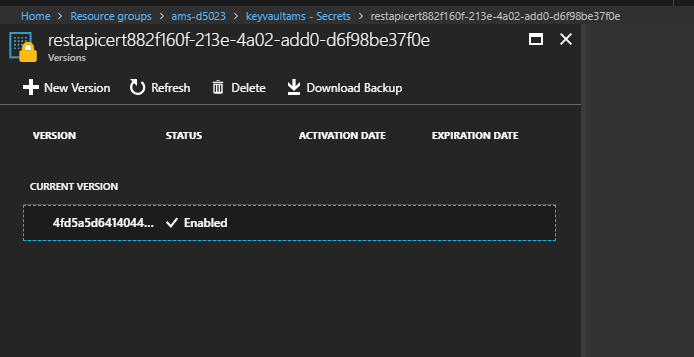 Home > Resource groups > ams-d5023 > keyvaultams - Secrets > restapicert882f160f-213e-4a02-add0-d6f98be37f0e
restapicert882f160f-213e-4a02-add0-d6f98be37f0e
Versions
New Version Refresh Delete Download Backup
VERSION STATUS ACTIVATION DATE EXPIRATION DATE
CURRENT VERSION
4fd5a5d6414044... Enabled